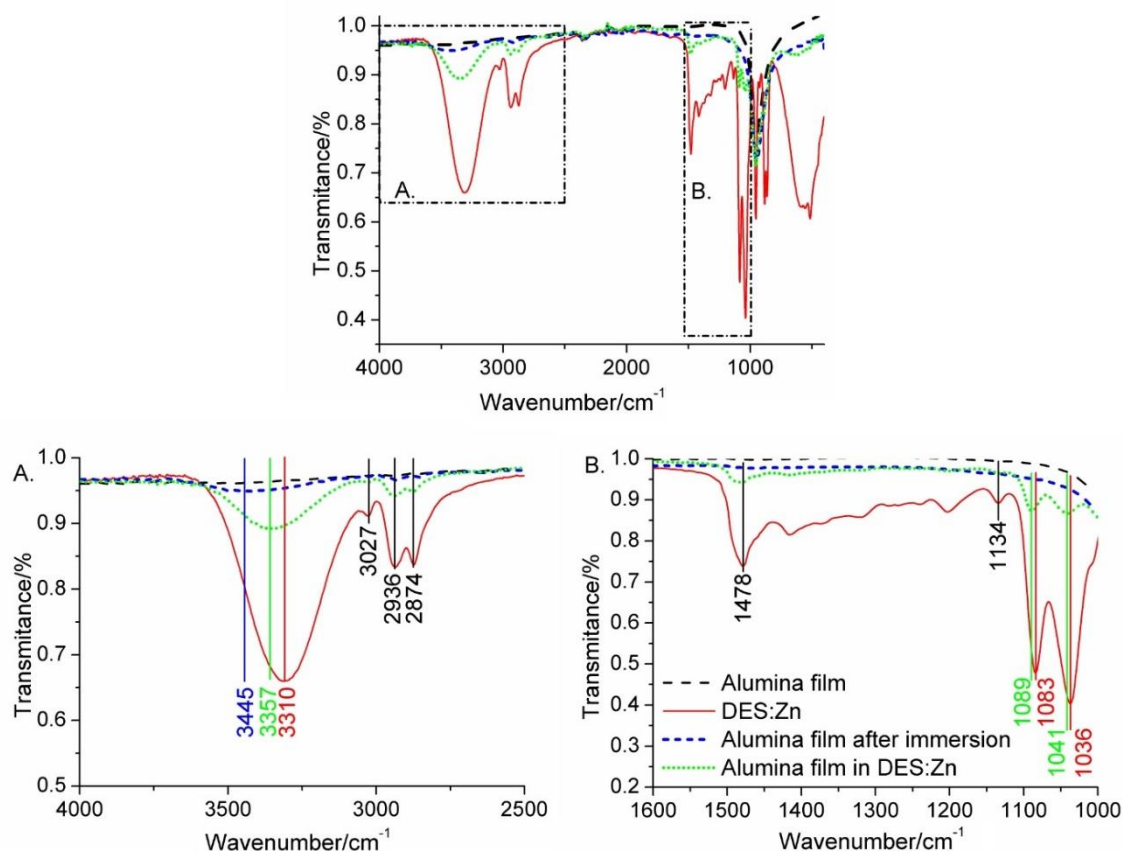 1.0
0.9
0.8
0.7
0.6
0.5
0.4
Transmitance/%
A.
B.
4000 3000 2000 1000
Wavenumber/cm-1
A.
1.0
0.9
0.8
0.7
0.6
0.5
Transmitance/%
3445
3357
3310
3027
2936
2874
4000 3500 3000 2500
Wavenumber/cm-1
B.
1.0
0.9
0.8
0.7
0.6
0.5
0.4
0.3
0.2
Transmitance/%
1478
1134
1089
1083
1041
1036
Alumina film
DES:Zn
Alumina film after immersion
Alumina film in DES:Zn
1600 1500 1400 1300 1200 1100 1000
Wavenumber/cm-1